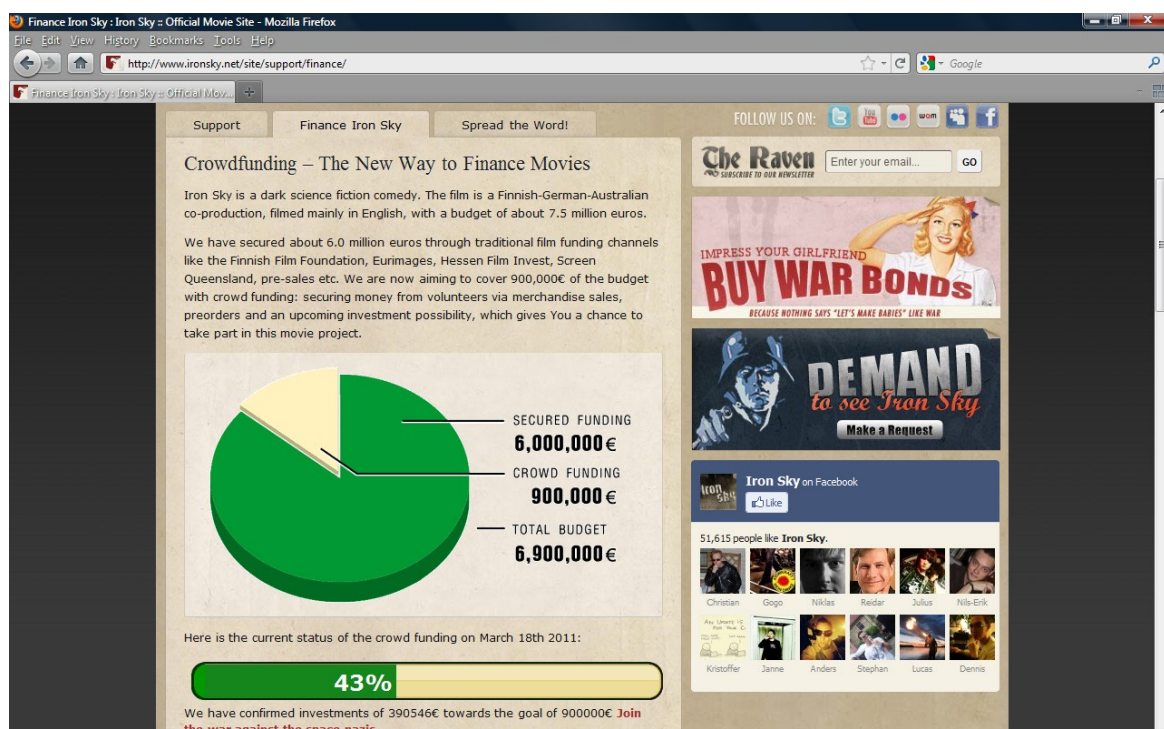 Finance Iron Sky : Iron Sky :: Official Movie Site - Mozilla Firefox
File Edit View History Bookmarks Tools Help
http://www.ironsky.net/site/support/finance/
Google
Finance Iron Sky : Iron Sky :: Official Mov...
Support Finance Iron Sky Spread the Word!
Crowdfunding – The New Way to Finance Movies
Iron Sky is a dark science fiction comedy. The film is a Finnish-German-Australian
co-production, filmed mainly in English, with a budget of about 7.5 million euros.
We have secured about 6.0 million euros through traditional film funding channels
like the Finnish Film Foundation, Eurimages, Hessen Film Invest, Screen
Queensland, pre-sales etc. We are now aiming to cover 900,000€ of the budget
with crowd funding: securing money from volunteers via merchandise sales,
preorders and an upcoming investment possibility, which gives You a chance to
take part in this movie project.
SECURED FUNDING
6,000,000€
CROWD FUNDING
900,000€
TOTAL BUDGET
6,900,000€
Here is the current status of the crowd funding on March 18th 2011:
43%
We have confirmed investments of 390546€ towards the goal of 900000€ Join
the war against the space nazis
FOLLOW US ON:
You Tube
wom
The Raven
SUBSCRIBE TO OUR NEWSLETTER
Enter your email...
GO
IMPRESS YOUR GIRLFRIEND
BUY WAR BONDS
BECAUSE NOTHING SAYS "LET'S MAKE BABIES" LIKE WAR
DEMAND
to see Iron Sky
Make a Request
Iron Sky
Iron Sky on Facebook
Like
51,615 people like Iron Sky.
Christian Gogo Niklas Reidar Julius Nils-Erik
Kristoffer Janne Anders Stephan Lucas Dennis